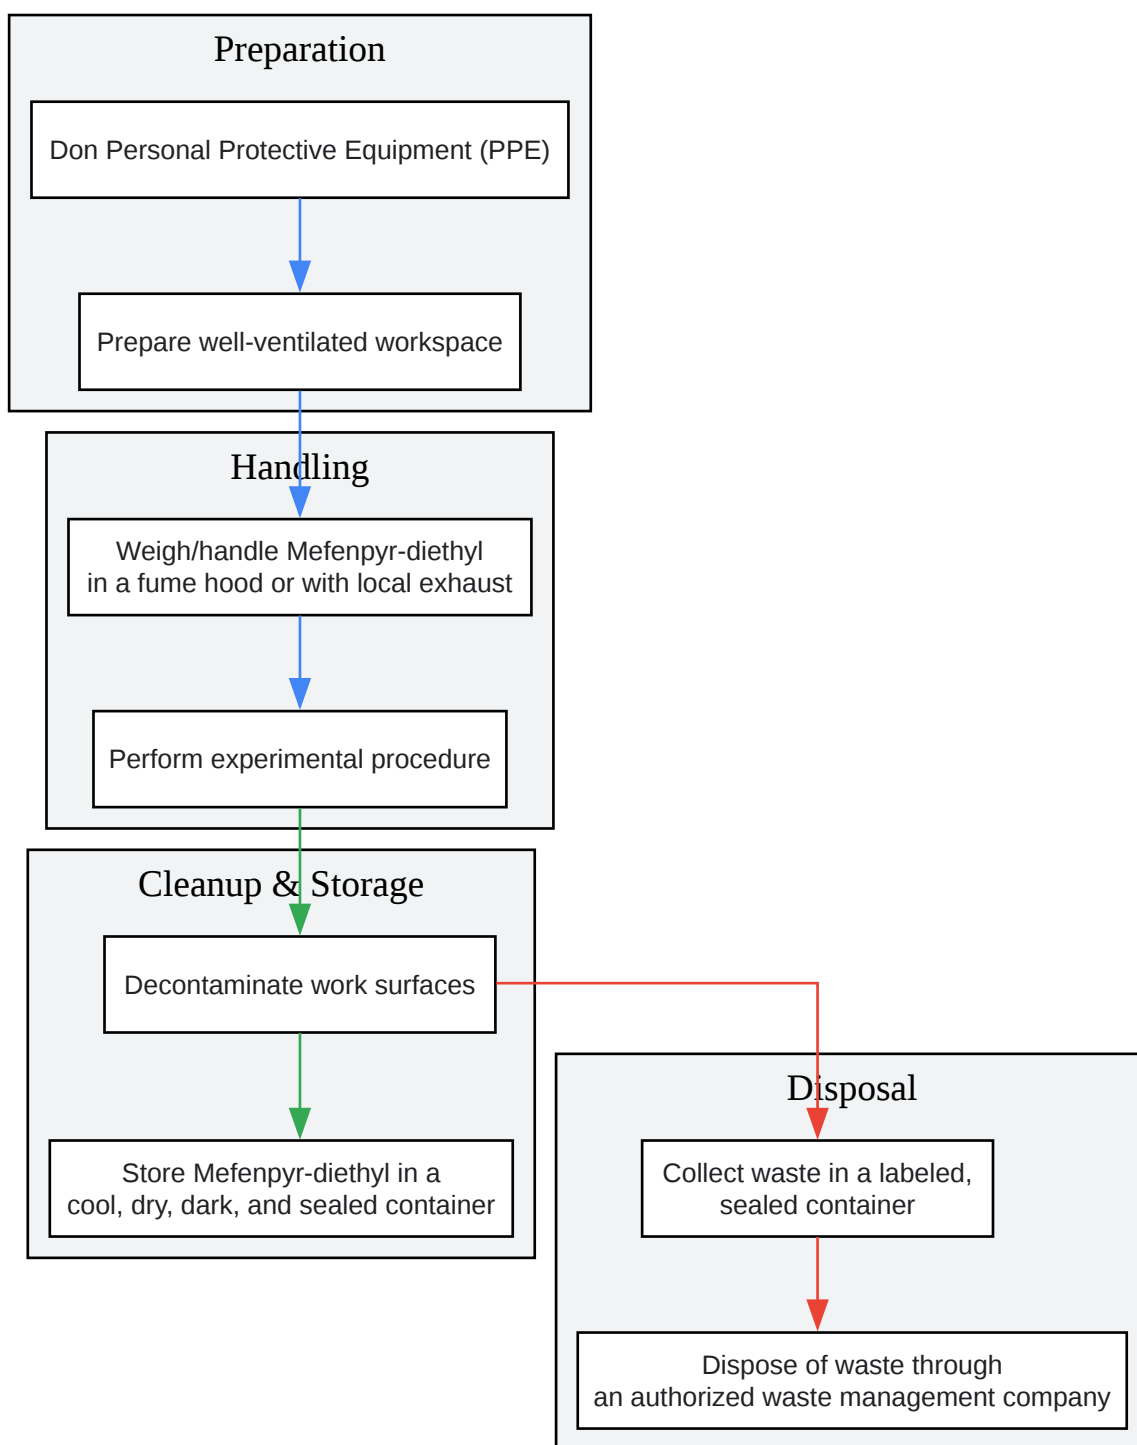 Preparation
Don Personal Protective Equipment (PPE)
Prepare well-ventilated workspace
Handling
Weigh/handle Mefenpyr-diethyl
in a fume hood or with local exhaust
Perform experimental procedure
Cleanup & Storage
Decontaminate work surfaces
Store Mefenpyr-diethyl in a
cool, dry, dark, and sealed container
Disposal
Collect waste in a labeled,
sealed container
Dispose of waste through
an authorized waste management company